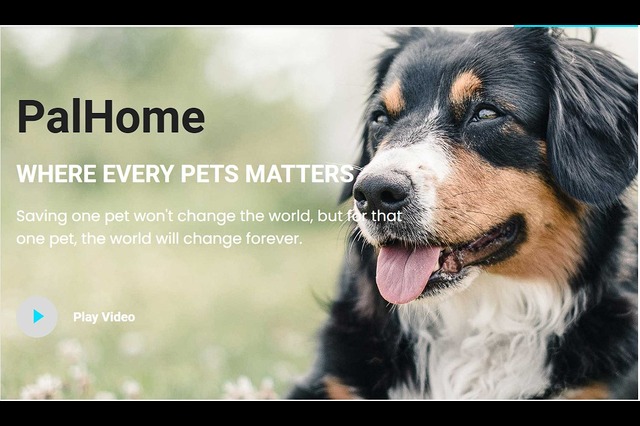 PalHome
WHERE EVERY PETS MATTERS
Saving one pet won't change the world, but for that
one pet, the world will change forever.
Play Video